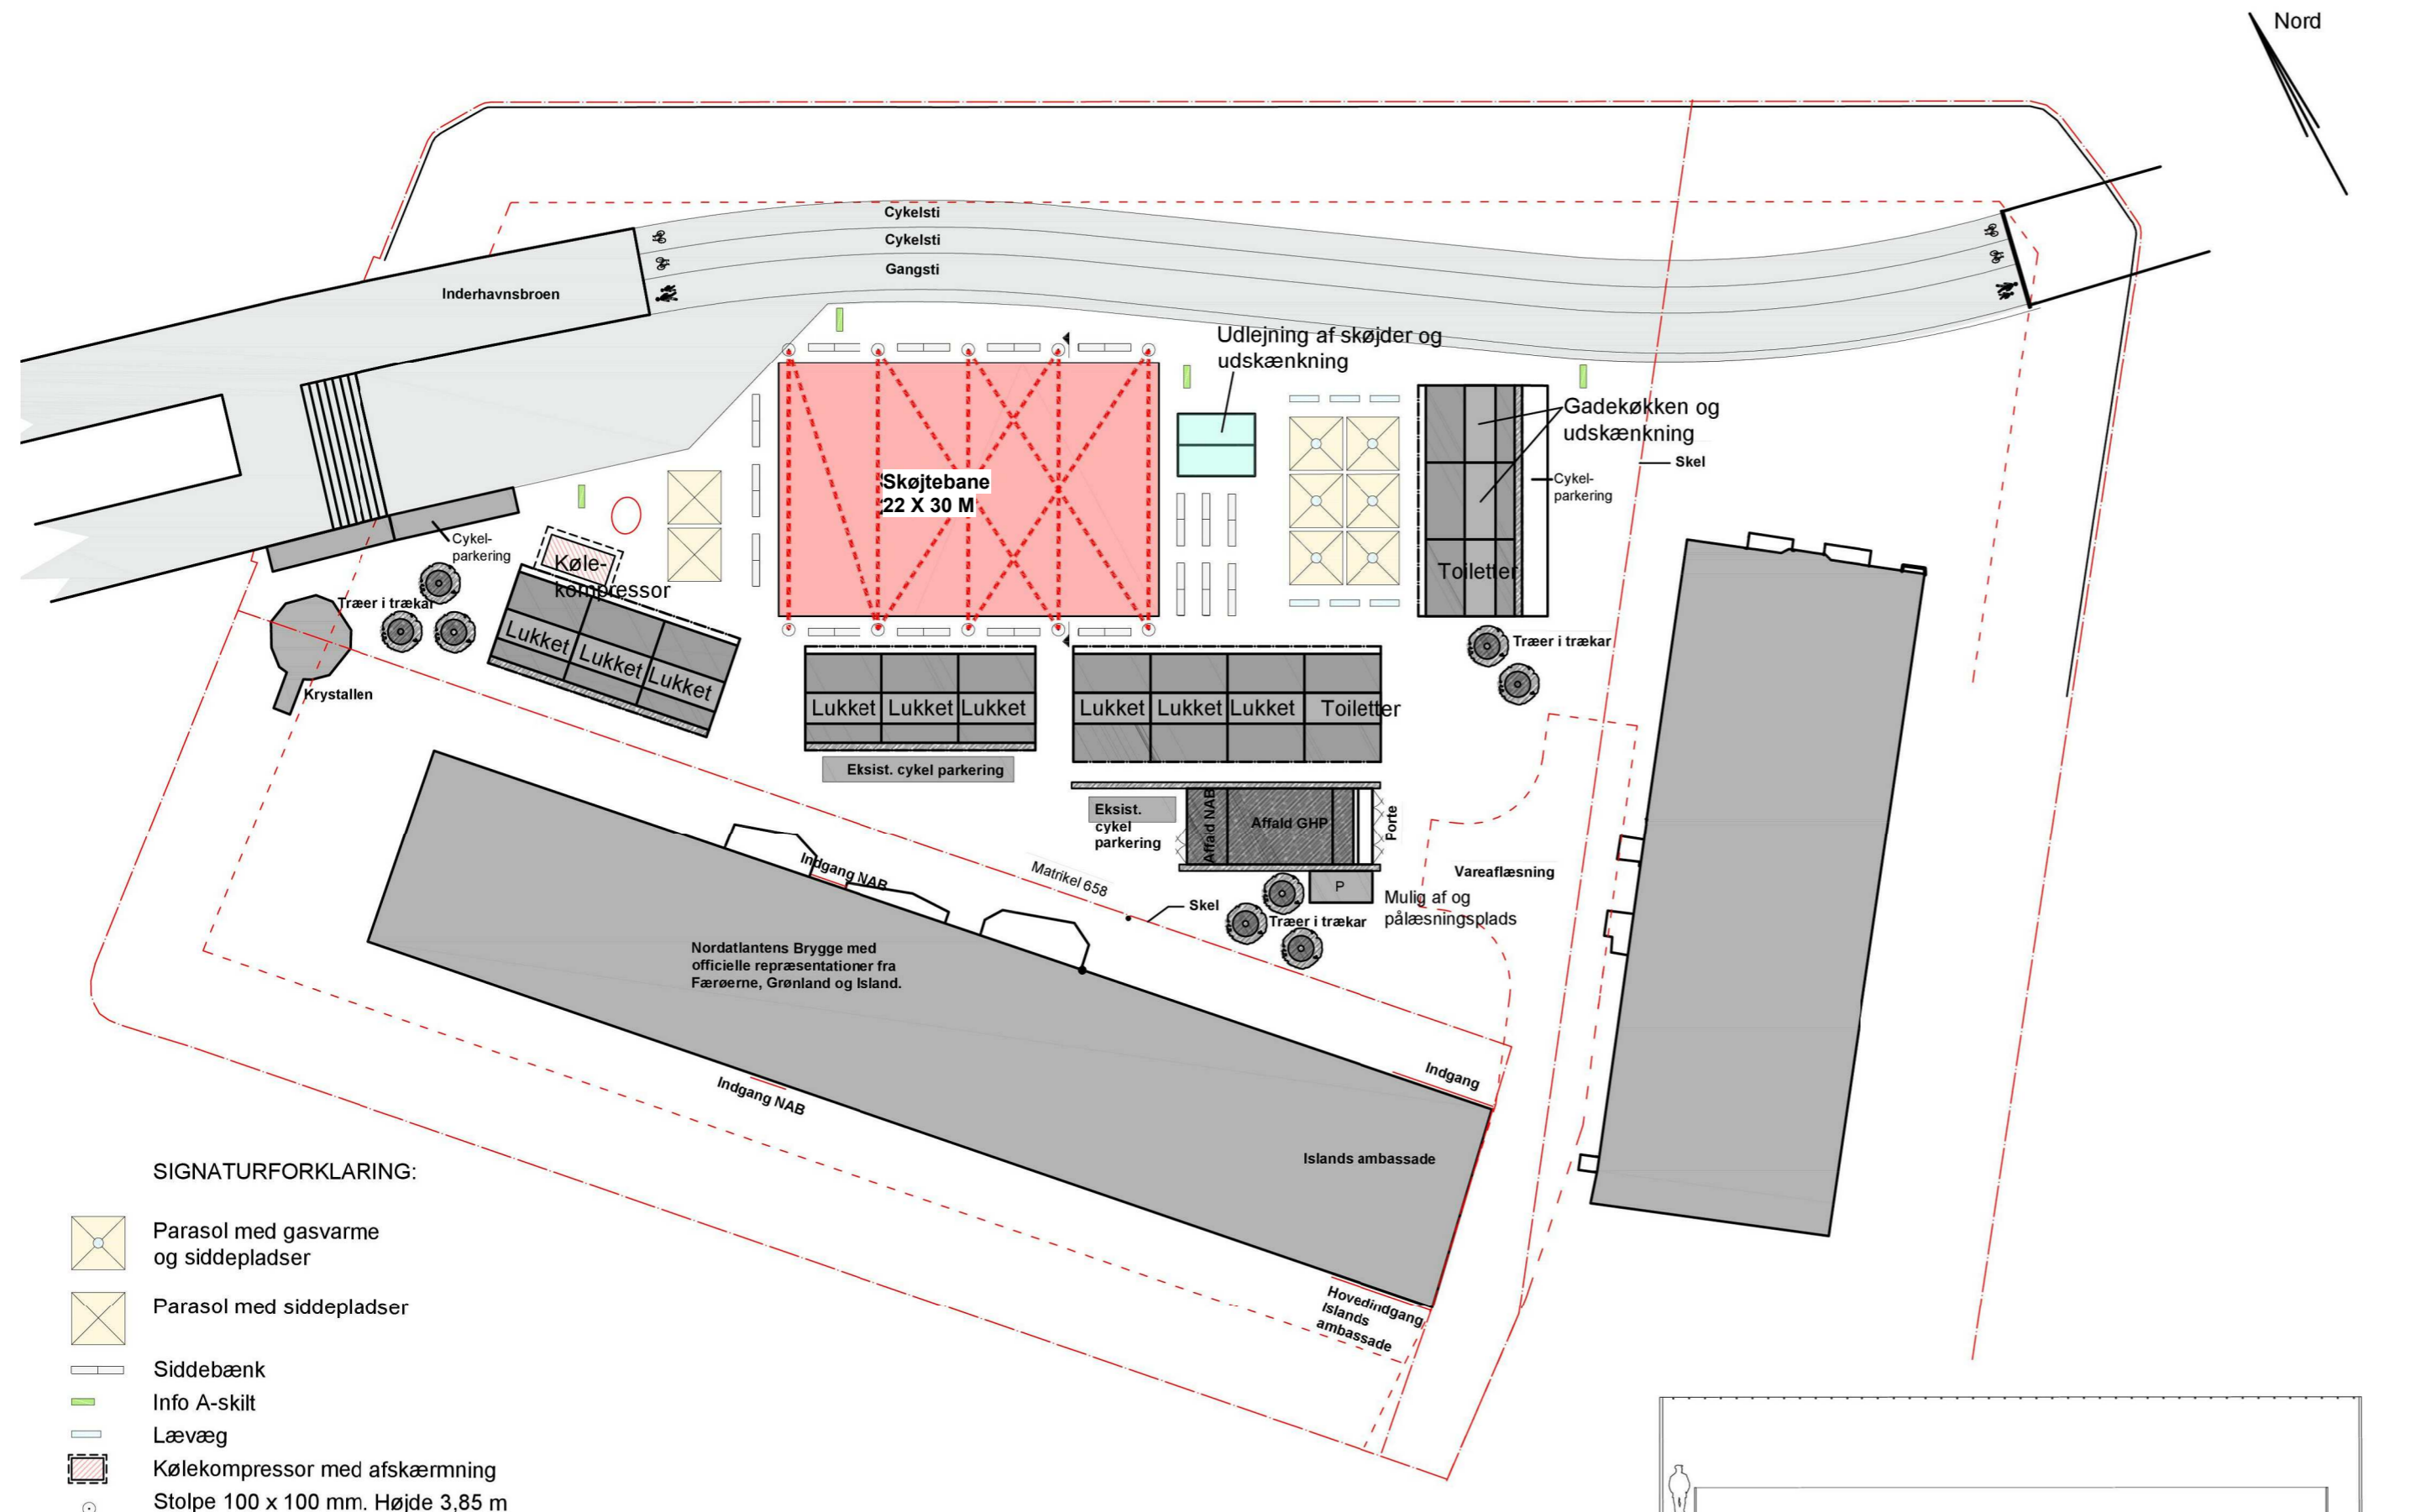 Nord
Cykelsti
Cykelsti
Gangsti
Inderhavnsbroen
Udlejning af skøjder og
udskænkning
Gadekøkken og
udskænkning
Skel
Cykel-
parkering
Skøjtebane
22 X 30 M
Cykel-
parkering
Køle-
kompressor
Toiletter
Træer i trækar
Træer i trækar
Krystallen
Lukket
Lukket
Lukket
Lukket
Lukket
Lukket
Lukket
Lukket
Lukket
Toiletter
Eksist. cykel parkering
Eksist.
cykel
parkering
Affald NAB
Affald GHP
Porte
Indgang NAB
Matrikel 658
Vareaflæsning
P
Mulig af og
pålæsningsplads
Skel
Træer i trækar
Nordatlantens Brygge med
officielle repræsentationer fra
Færøerne, Grønland og Island.
Indgang
Indgang NAB
Islands ambassade
Hovedindgang
Islands
ambassade
SIGNATURFORKLARING:
Parasol med gasvarme
og siddepladser
Parasol med siddepladser
Siddebænk
Info A-skilt
Lævæg
Kølekompressor med afskærmning
Stolpe 100 x 100 mm. Højde 3,85 m